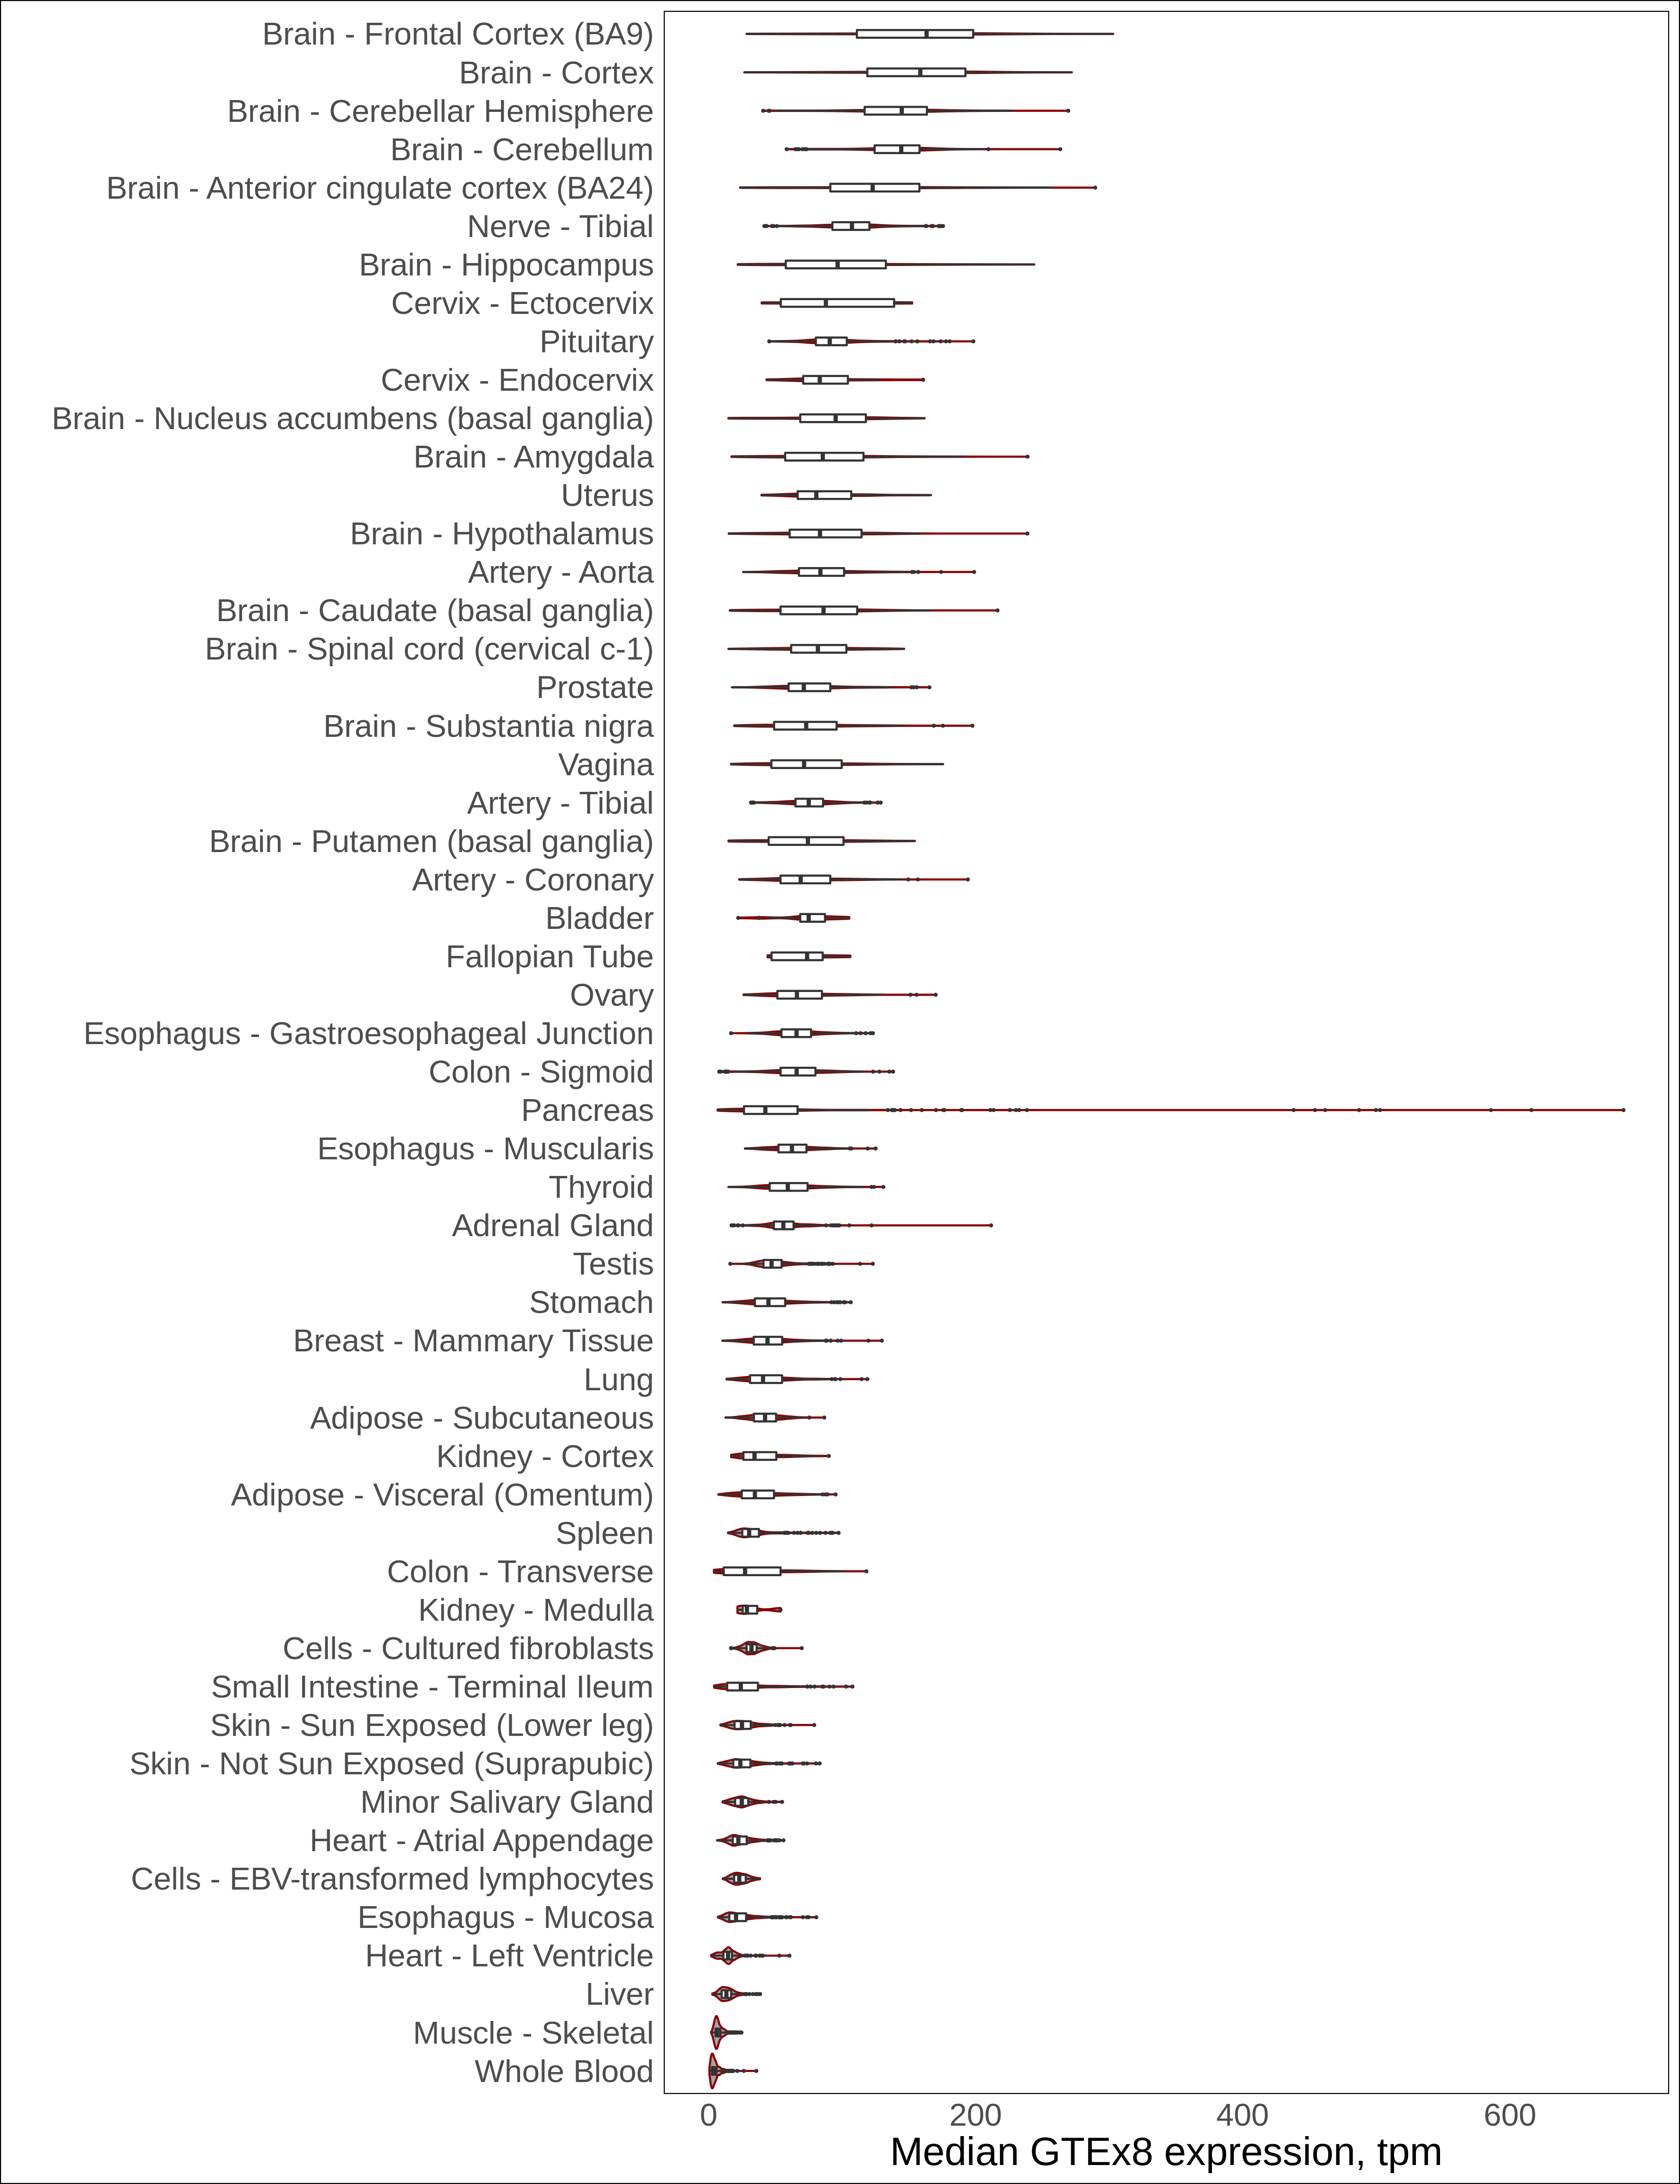 Brain - Frontal Cortex (BA9)
Brain - Cortex
Brain - Cerebellar Hemisphere
Brain - Cerebellum
Brain - Anterior cingulate cortex (BA24)
Nerve - Tibial
Brain - Hippocampus
Cervix - Ectocervix
Pituitary
Cervix - Endocervix
Brain - Nucleus accumbens (basal ganglia)
Brain - Amygdala
Uterus
Brain - Hypothalamus
Artery - Aorta
Brain - Caudate (basal ganglia)
Brain - Spinal cord (cervical c-1)
Prostate
Brain - Substantia nigra
Vagina
Artery - Tibial
Brain - Putamen (basal ganglia)
Artery - Coronary
Bladder
Fallopian Tube
Ovary
Esophagus - Gastroesophageal Junction
Colon - Sigmoid
Pancreas
Esophagus - Muscularis
Thyroid
Adrenal Gland
Testis
Stomach
Breast - Mammary Tissue
Lung
Adipose - Subcutaneous
Kidney - Cortex
Adipose - Visceral (Omentum)
Spleen
Colon - Transverse
Kidney - Medulla
Cells - Cultured fibroblasts
Small Intestine - Terminal Ileum
Skin - Sun Exposed (Lower leg)
Skin - Not Sun Exposed (Suprapubic)
Minor Salivary Gland
Heart - Atrial Appendage
Cells - EBV-transformed lymphocytes
Esophagus - Mucosa
Heart - Left Ventricle
Liver
Muscle - Skeletal
Whole Blood
0 200 400 600
Median GTEx8 expression, tpm